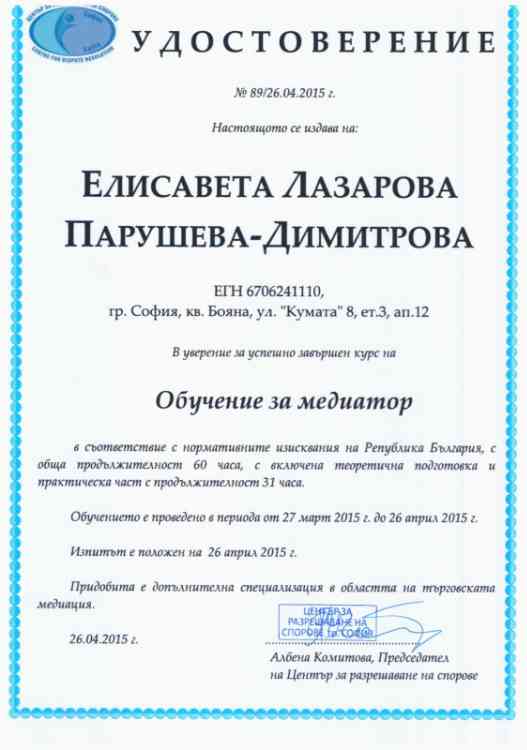 София
Sofia
CENTRE FOR DISPUTE RESOLUTION
УДОСТОВЕРЕНИЕ
№ 89/26.04.2015 г.
Настоящото се издава на:
ЕЛИСАВЕТА ЛАЗАРОВА
ПАРУШЕВА-ДИМИТРОВА
ЕГН 6706241110,
гр. София, кв. Бояна, ул. "Кумата" 8, ет.3, ап.12
В уверение за успешно завършен курс на
Обучение за медиатор
в съответствие с нормативните изисквания на Република България, с
обща продължителност 60 часа, с включена теоретична подготовка и
практическа част с продължителност 31 часа.
Обучението е проведено в периода от 27 март 2015 г. до 26 април 2015 г.
Изпитът е положен на 26 април 2015 г.
Придобита е допълнителна специализация в областта на търговската
медиация.
ЦЕНТЪР ЗА
РАЗРЕШАВАНЕ НА
СПОРОВЕ гр. СОФИЯ
26.04.2015 г.
Албена Комитова, Председател
на Център за разрешаване на спорове